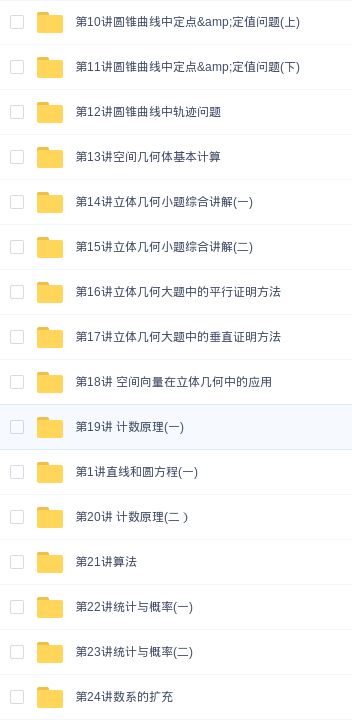 第10讲圆锥曲线中定点&amp;定值问题(上)
第11讲圆锥曲线中定点&amp;定值问题(下)
第12讲圆锥曲线中轨迹问题
第13讲空间几何体基本计算
第14讲立体几何小题综合讲解(一)
第15讲立体几何小题综合讲解(二)
第16讲立体几何大题中的平行证明方法
第17讲立体几何大题中的垂直证明方法
第18讲 空间向量在立体几何中的应用
第19讲 计数原理(一)
第1讲直线和圆方程(一)
第20讲 计数原理(二 )
第21讲算法
第22讲统计与概率(一)
第23讲统计与概率(二)
第24讲数系的扩充